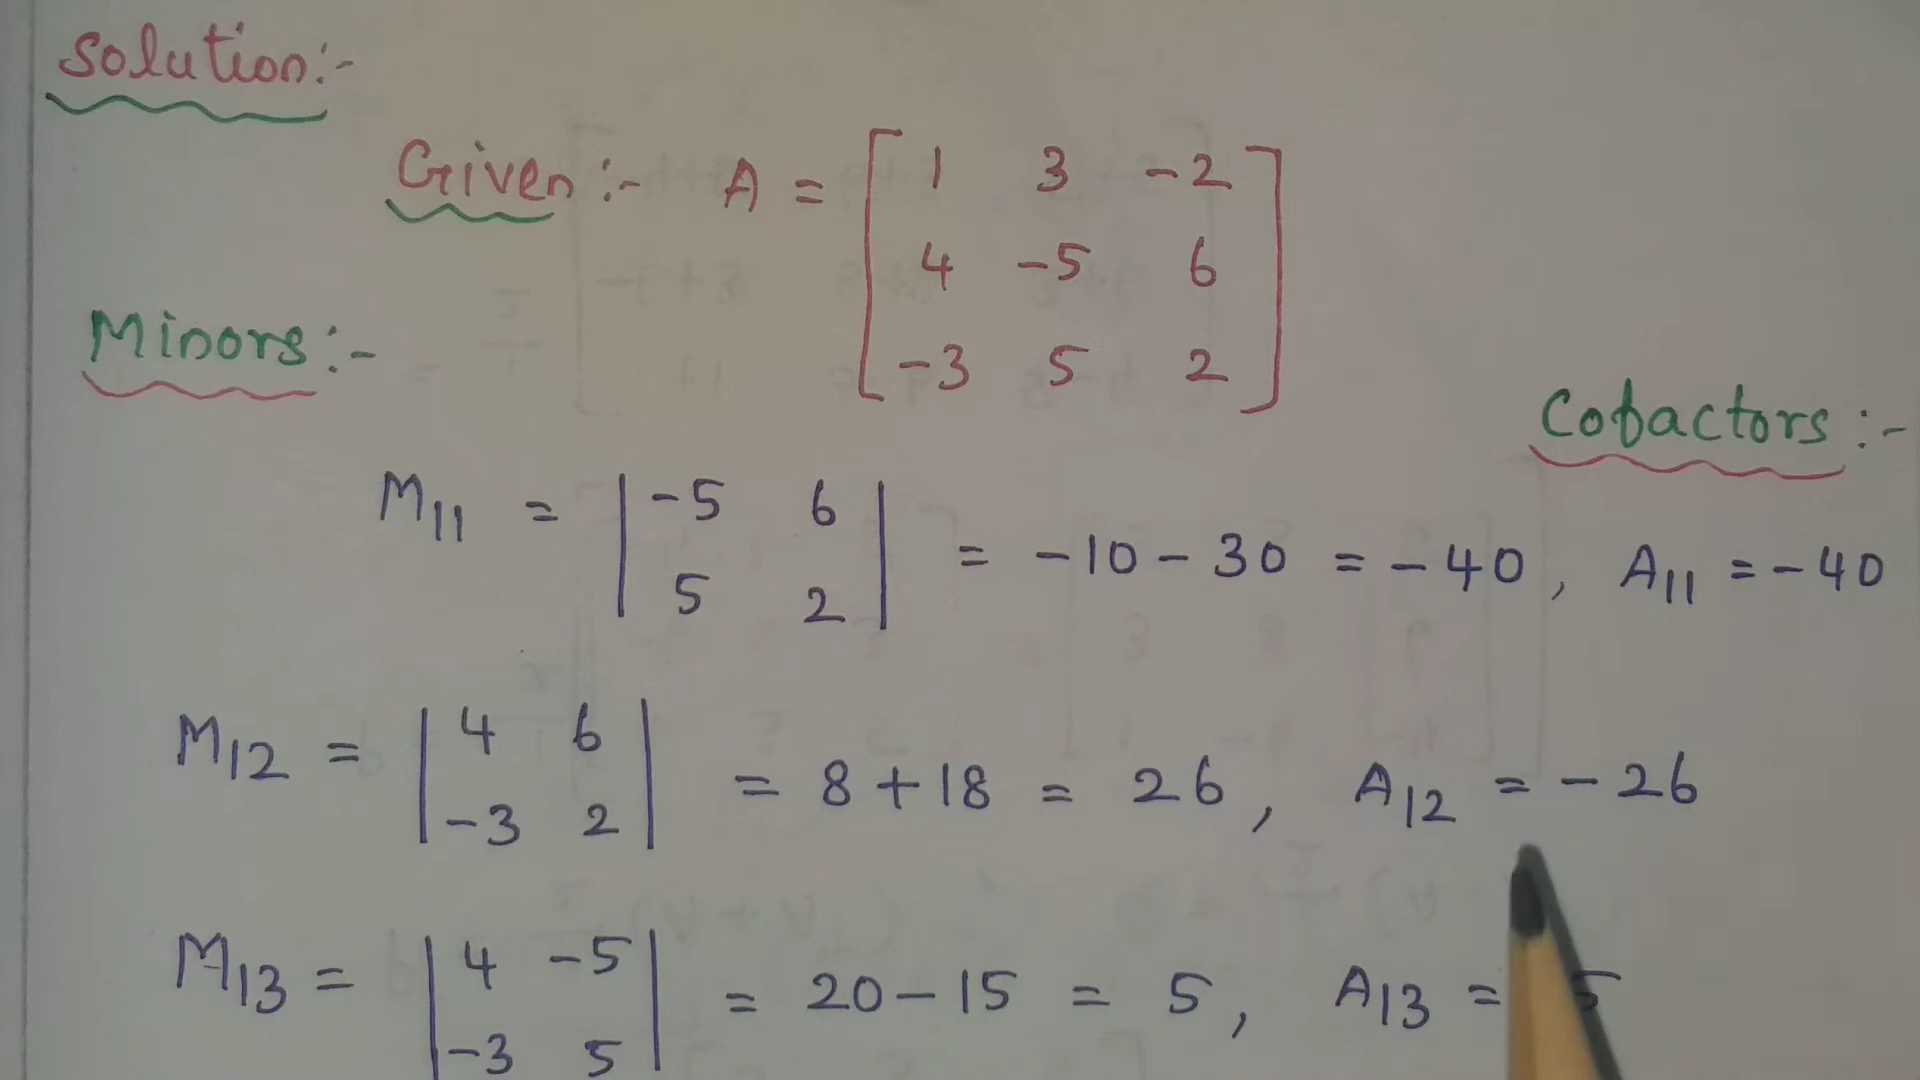 Solution:-
Given:- A = [ 1 3 -2
4 -5 6
-3 5 2 ]
Minors:-
Cofactors:-
M11 = | -5 6
5 2 | = -10 - 30 = -40, A11 = -40
M12 = | 4 6
-3 2 | = 8 + 18 = 26, A12 = -26
M13 = | 4 -5
-3 5 | = 20 - 15 = 5, A13 = 5